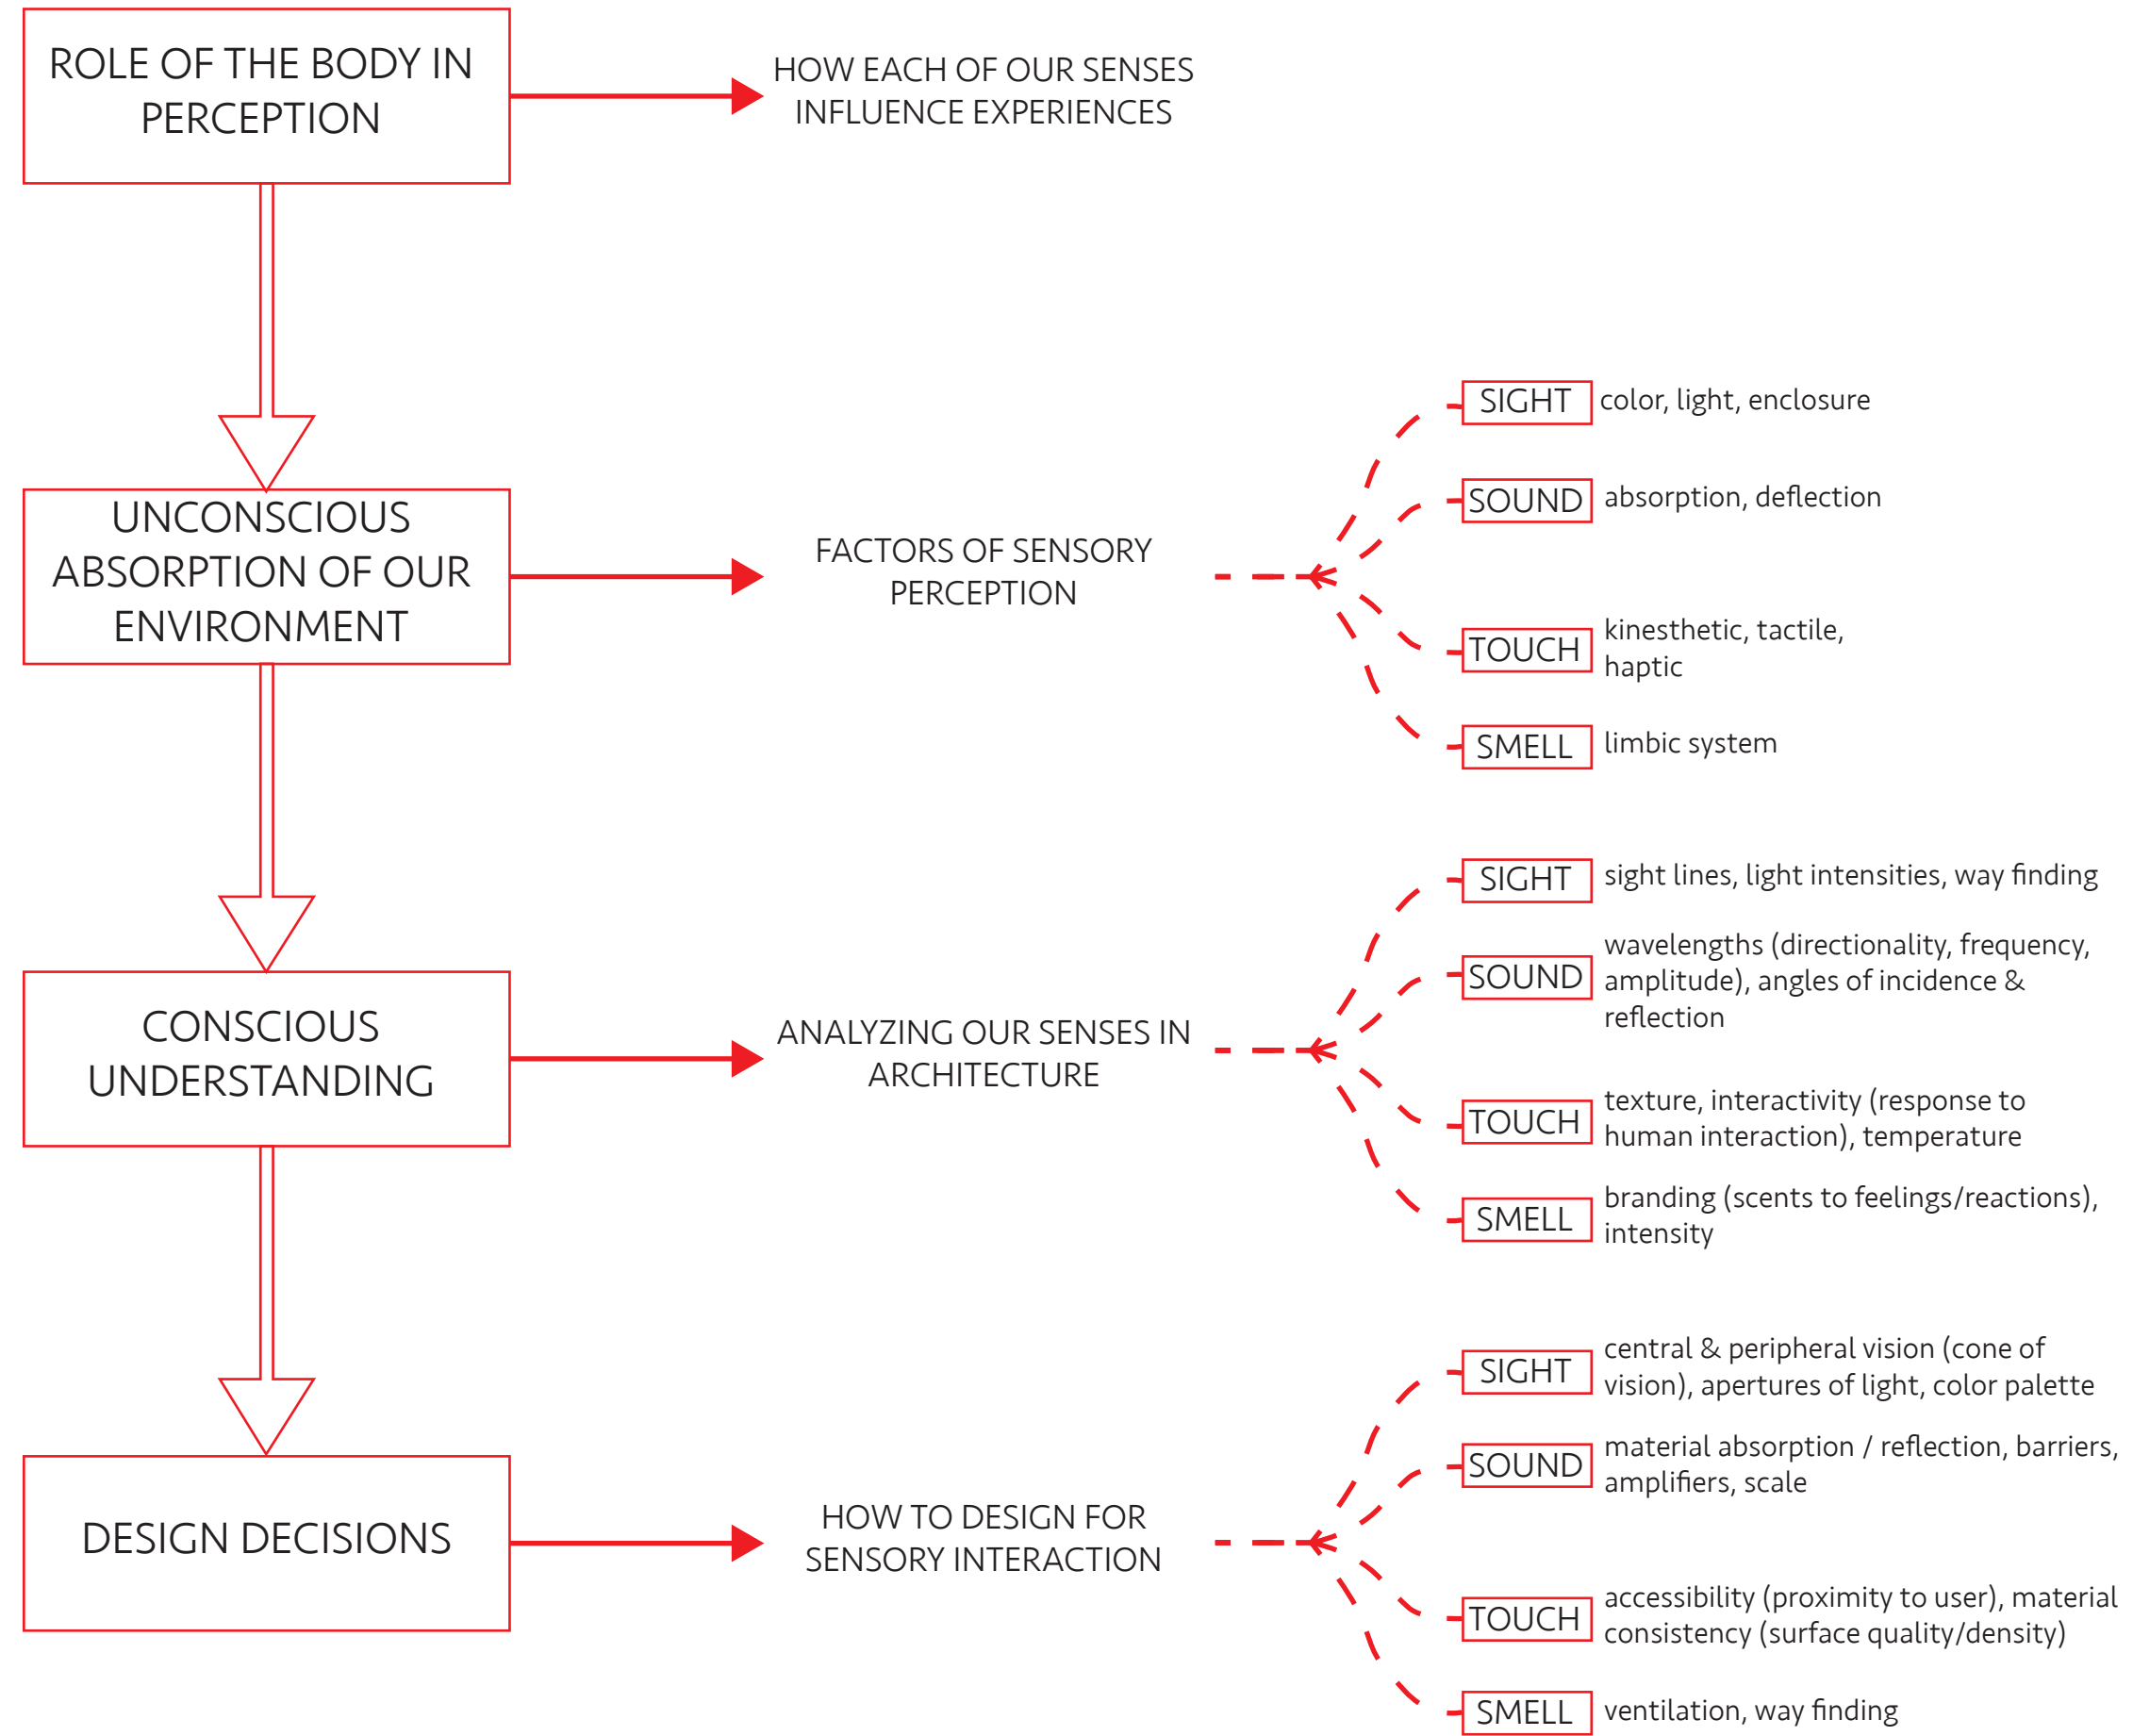 ROLE OF THE BODY IN
PERCEPTION
HOW EACH OF OUR SENSES
INFLUENCE EXPERIENCES
UNCONSCIOUS
ABSORPTION OF OUR
ENVIRONMENT
FACTORS OF SENSORY
PERCEPTION
SIGHT
color, light, enclosure
SOUND
absorption, deflection
TOUCH
kinesthetic, tactile,
haptic
SMELL
limbic system
CONSCIOUS
UNDERSTANDING
ANALYZING OUR SENSES IN
ARCHITECTURE
SIGHT
sight lines, light intensities, way finding
SOUND
wavelengths (directionality, frequency,
amplitude), angles of incidence &
reflection
TOUCH
texture, interactivity (response to
human interaction), temperature
SMELL
branding (scents to feelings/reactions),
intensity
DESIGN DECISIONS
HOW TO DESIGN FOR
SENSORY INTERACTION
SIGHT
central & peripheral vision (cone of
vision), apertures of light, color palette
SOUND
material absorption / reflection, barriers,
amplifiers, scale
TOUCH
accessibility (proximity to user), material
consistency (surface quality/density)
SMELL
ventilation, way finding